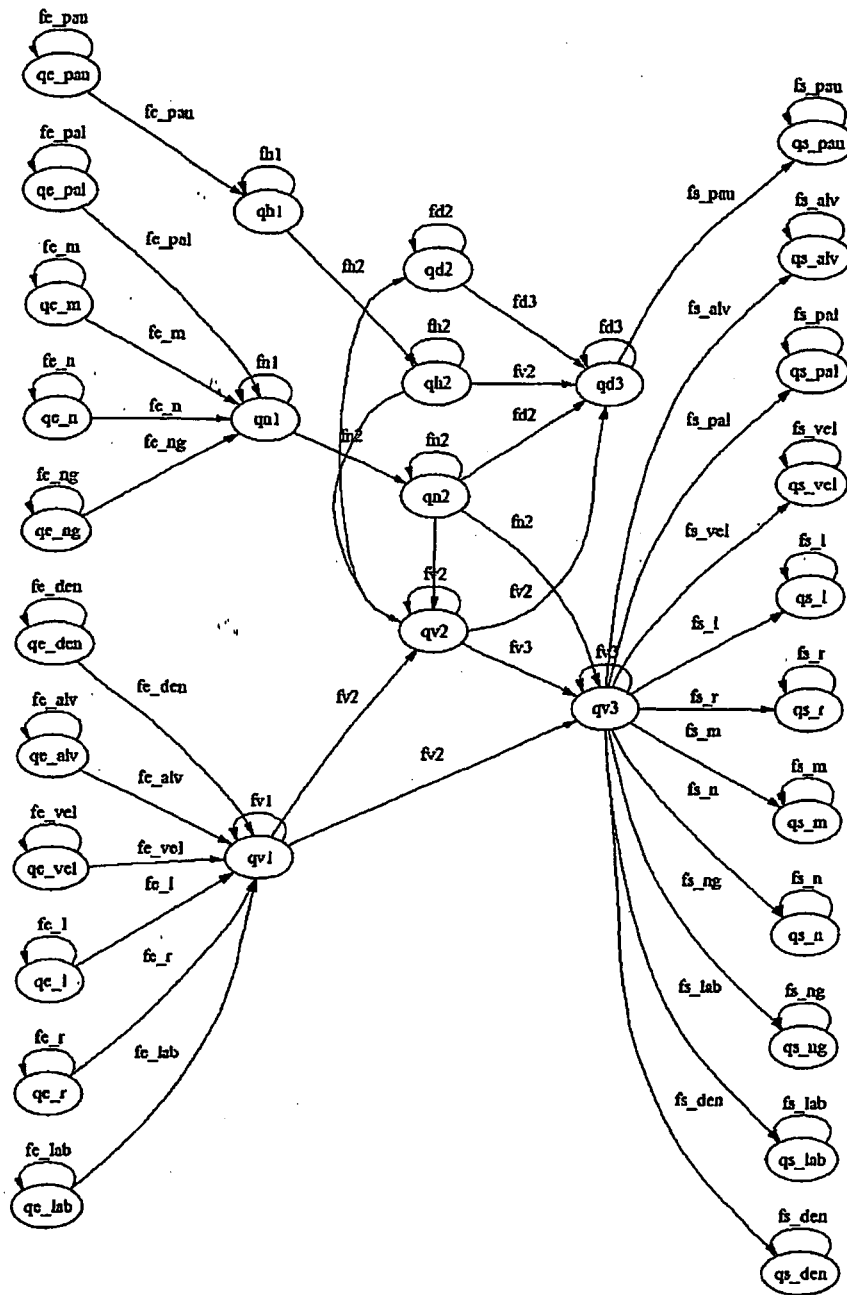 fe_pau
qe_pau
fe_pau
fe_pal
qe_pal
fe_pal
fe_m
qe_m
fe_m
fe_n
qe_n
fe_n
fe_ng
fe_ng
qe_ng
fe_den
qe_den
fe_den
fe_alv
qe_alv
fe_alv
fe_vel
qe_vel
fe_vel
fe_l
fe_l
qe_l
fe_r
fe_r
qe_r
fe_lab
fe_lab
qe_lab
fh1
qh1
fh2
fn1
qn1
fn2
fv1
qv1
fv2
fv2
fd2
qd2
fd3
fh2
qh2
fv2
fd2
fn2
qn2
fn2
fv2
qv2
fv2
fv3
fd3
qd3
fv3
qv3
fs_pau
fs_alv
fs_pal
fs_vel
fs_l
fs_r
fs_m
fs_n
fs_ng
fs_lab
fs_den
fs_pau
qs_pau
fs_alv
qs_alv
fs_pal
qs_pal
fs_vel
qs_vel
fs_l
qs_l
fs_r
qs_r
fs_m
qs_m
fs_n
qs_n
fs_ng
qs_ng
fs_lab
qs_lab
fs_den
qs_den